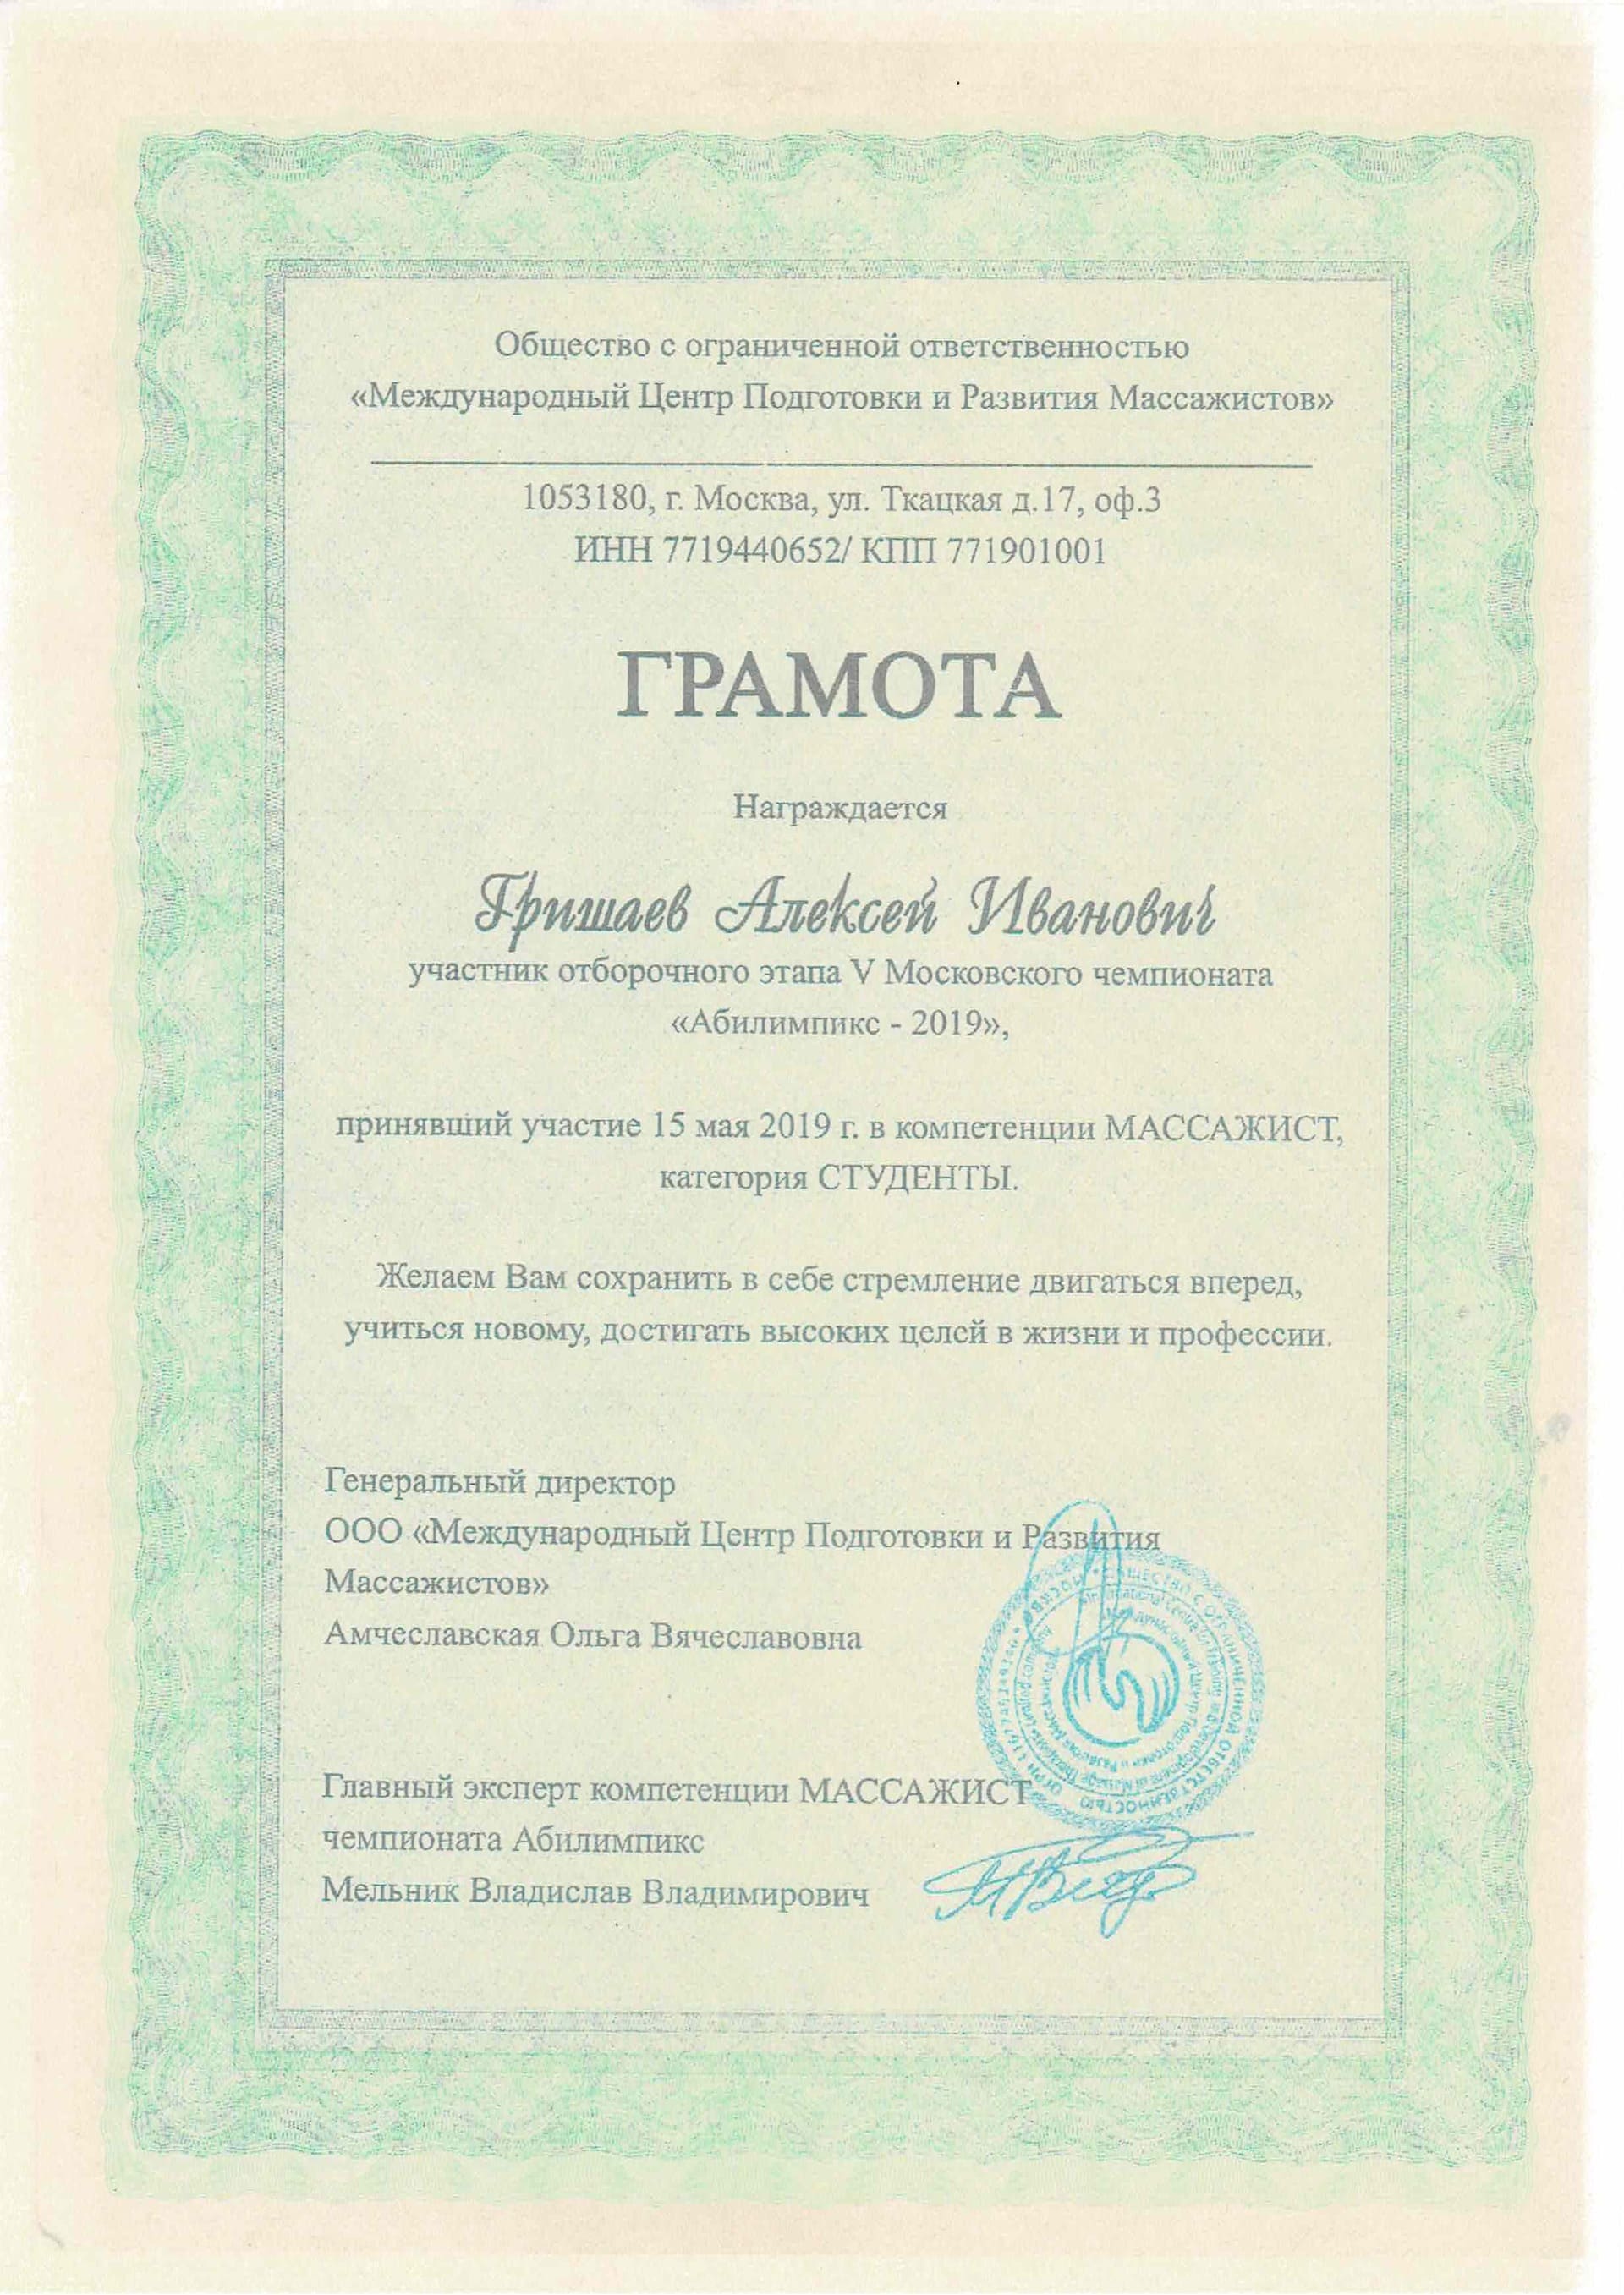 Общество с ограниченной ответственностью
«Международный Центр Подготовки и Развития Массажистов»
1053180, г. Москва, ул. Ткацкая д.17, оф.3
ИНН 7719440652/ КПП 771901001
ГРАМОТА
Награждается
Гришаев Алексей Иванович
участник отборочного этапа V Московского чемпионата
«Абилимпикс - 2019»,
принявший участие 15 мая 2019 г. в компетенции МАССАЖИСТ,
категория СТУДЕНТЫ.
Желаем Вам сохранить в себе стремление двигаться вперед,
учиться новому, достигать высоких целей в жизни и профессии.
Генеральный директор
ООО «Международный Центр Подготовки и Развития
Массажистов»
Амчеславская Ольга Вячеславовна
Главный эксперт компетенции МАССАЖИСТ
чемпионата Абилимпикс
Мельник Владислав Владимирович